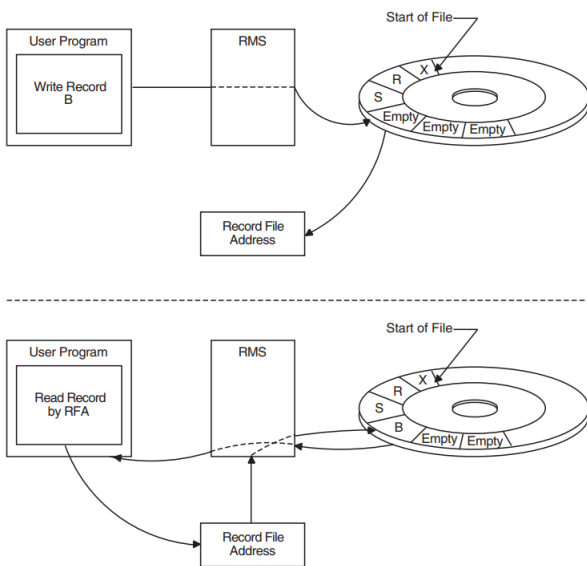 Start of File
User Program
RMS
Write Record
B
X
R
S
Empty
Empty
Empty
Record File
Address
Start of File
User Program
RMS
Read Record
by RFA
X
R
S
B
Empty
Empty
Record File
Address